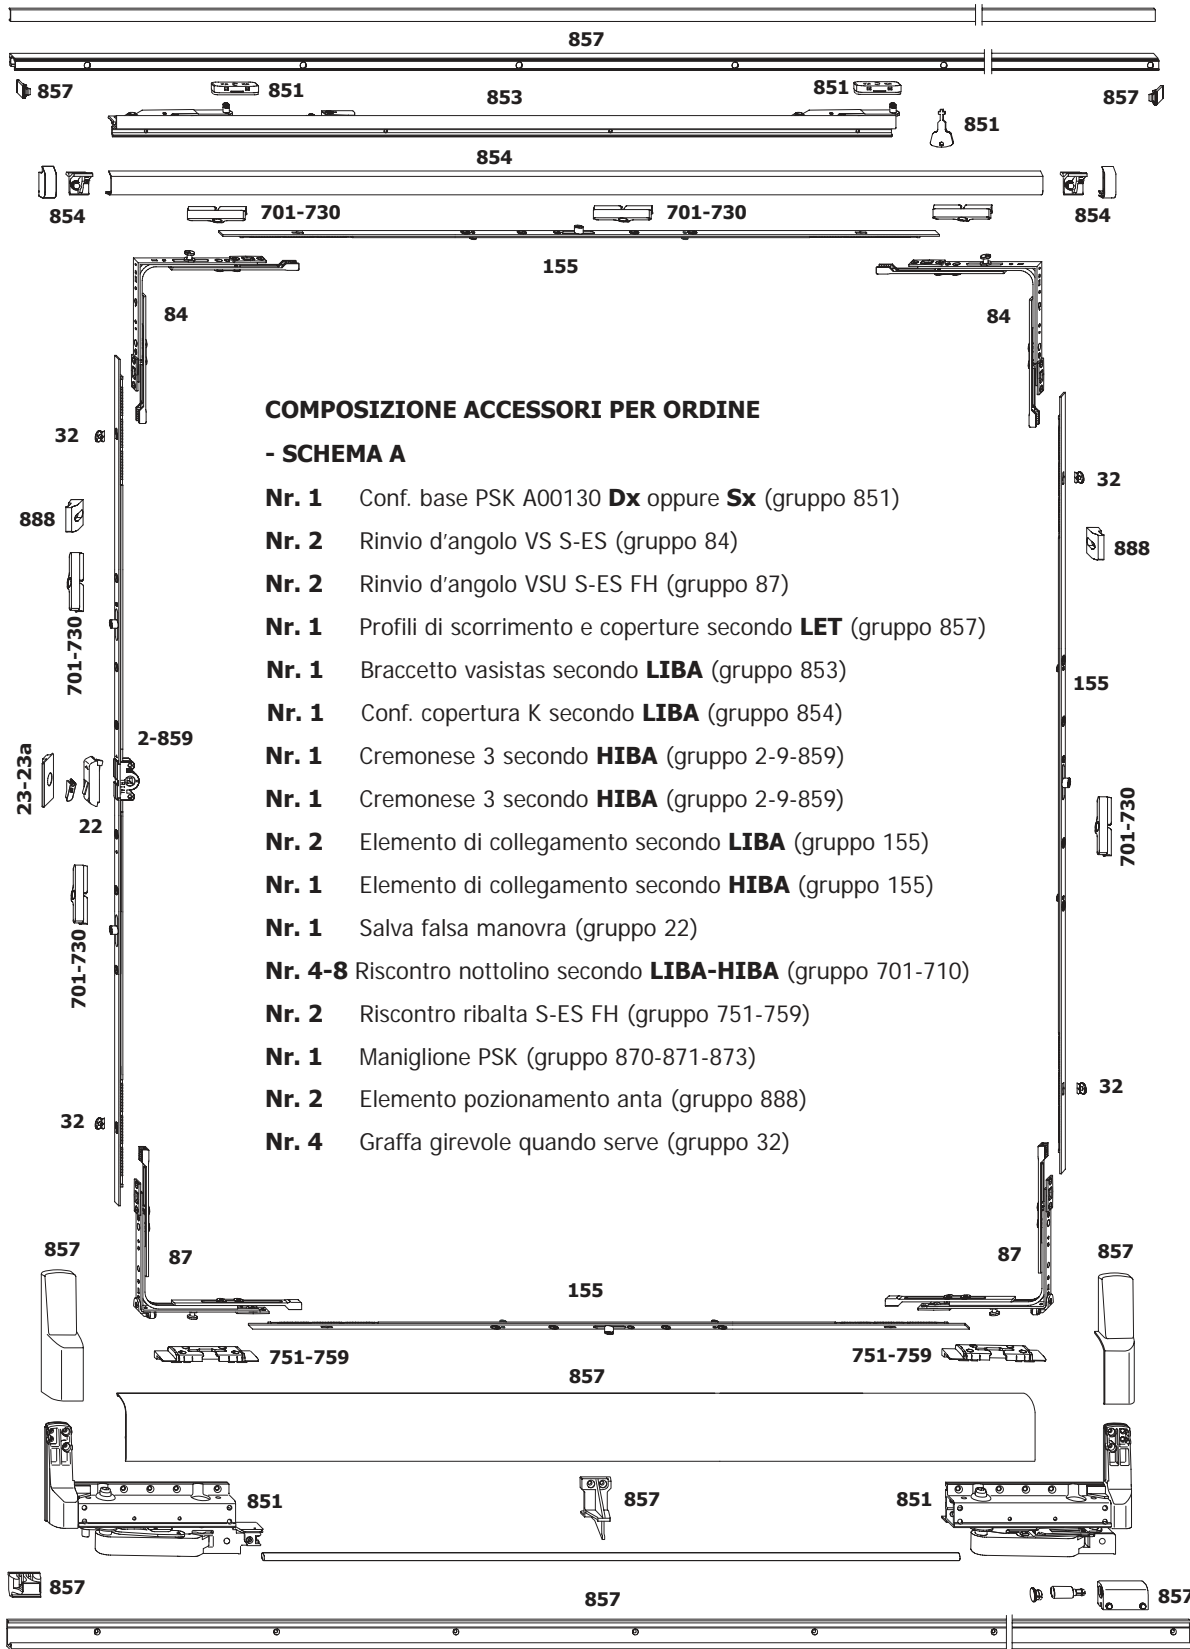 857
857 851 853 851 857
851
854
854 701-730 701-730 854
155
84 84
COMPOSIZIONE ACCESSORI PER ORDINE
- SCHEMA A
Nr. 1 Conf. base PSK A00130 Dx oppure Sx (gruppo 851)
Nr. 2 Rinvio d'angolo VS S-ES (gruppo 84)
Nr. 2 Rinvio d'angolo VSU S-ES FH (gruppo 87)
Nr. 1 Profili di scorrimento e coperture secondo LET (gruppo 857)
Nr. 1 Braccetto vasistas secondo LIBA (gruppo 853)
Nr. 1 Conf. copertura K secondo LIBA (gruppo 854)
Nr. 1 Cremonese 3 secondo HIBA (gruppo 2-9-859)
Nr. 1 Cremonese 3 secondo HIBA (gruppo 2-9-859)
Nr. 2 Elemento di collegamento secondo LIBA (gruppo 155)
Nr. 1 Elemento di collegamento secondo HIBA (gruppo 155)
Nr. 1 Salva falsa manovra (gruppo 22)
Nr. 4-8 Riscontro nottolino secondo LIBA-HIBA (gruppo 701-710)
Nr. 2 Riscontro ribalta S-ES FH (gruppo 751-759)
Nr. 1 Maniglione PSK (gruppo 870-871-873)
Nr. 2 Elemento pozionamento anta (gruppo 888)
Nr. 4 Graffa girevole quando serve (gruppo 32)
32
888
701-730
2-859
23-23a
22
701-730
32
32
888
155
701-730
32
857 87 87 857
155
751-759 751-759
857
851 857 851
857 857 857